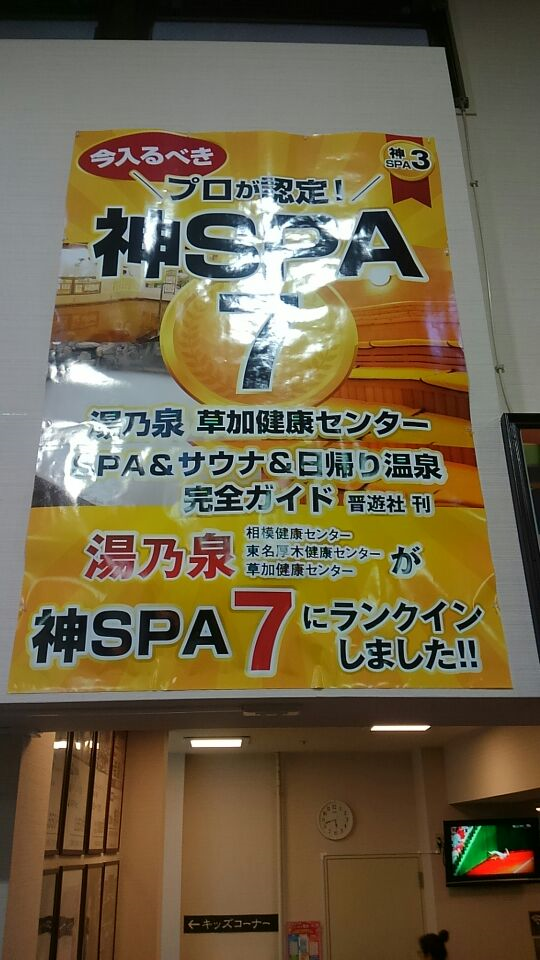 今入るべき
神
SPA 3
プロが認定!
神SPA
7
湯乃泉 草加健康センター
SPA&サウナ&日帰り温泉
完全ガイド 晋遊社 刊
湯乃泉
相模健康センター
東名厚木健康センター
草加健康センター
が
神SPA7にランクイン
しました!!
←キッズコーナー